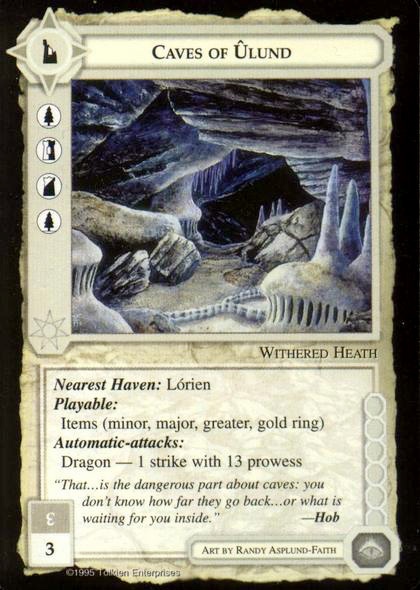 CAVES OF ÛLUND
WITHERED HEATH
Nearest Haven: Lórien
Playable:
Items (minor, major, greater, gold ring)
Automatic-attacks:
Dragon — 1 strike with 13 prowess
“That...is the dangerous part about caves: you
don't know how far they go back...or what is
waiting for you inside.” —Hob
ε
3
ART BY RANDY ASPLUND-FAITH
©1995 Tolkien Enterprises